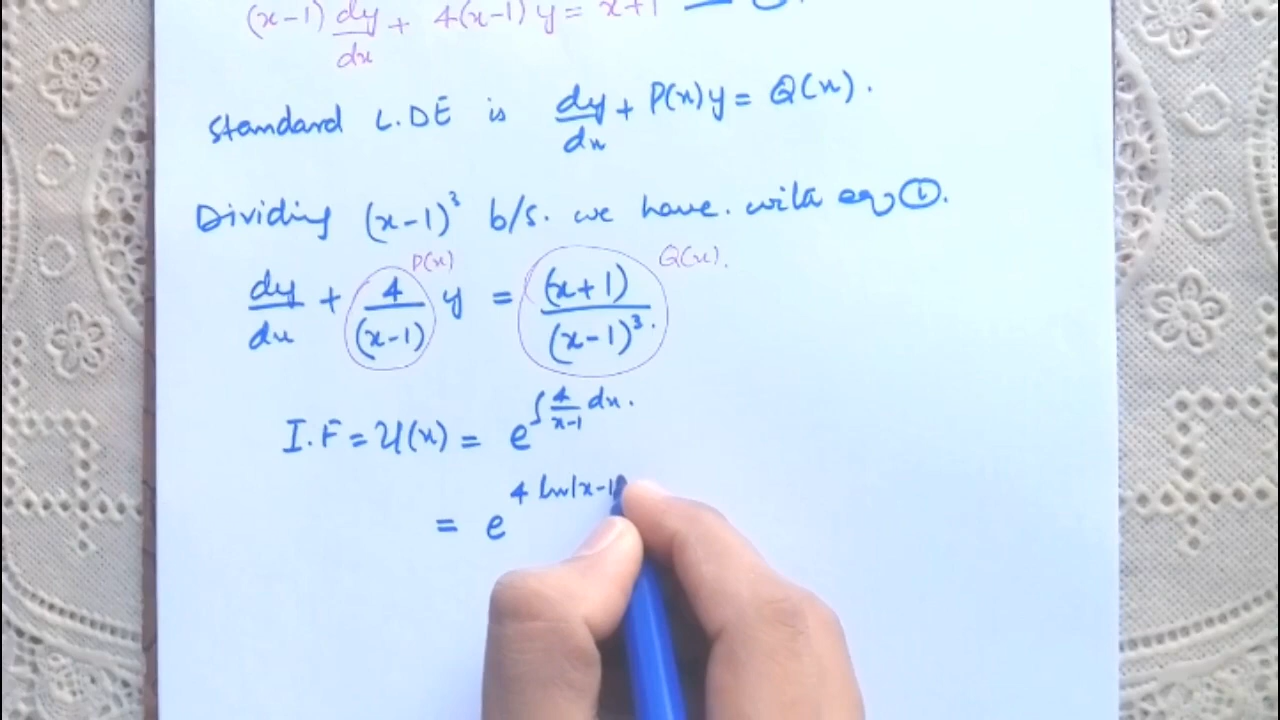 (x-1) dy/dx + 4(x-1) y = x+1
Standard L.DE is dy/dx + P(x)y = Q(x).
Dividing (x-1)³ b/s. we have. with eq ①.
P(x) Q(x).
dy/dx + 4/(x-1) y = (x+1)/(x-1)³.
I.F = u(x) = e^∫ 4/x-1 dx.
= e^4 ln|x-1|